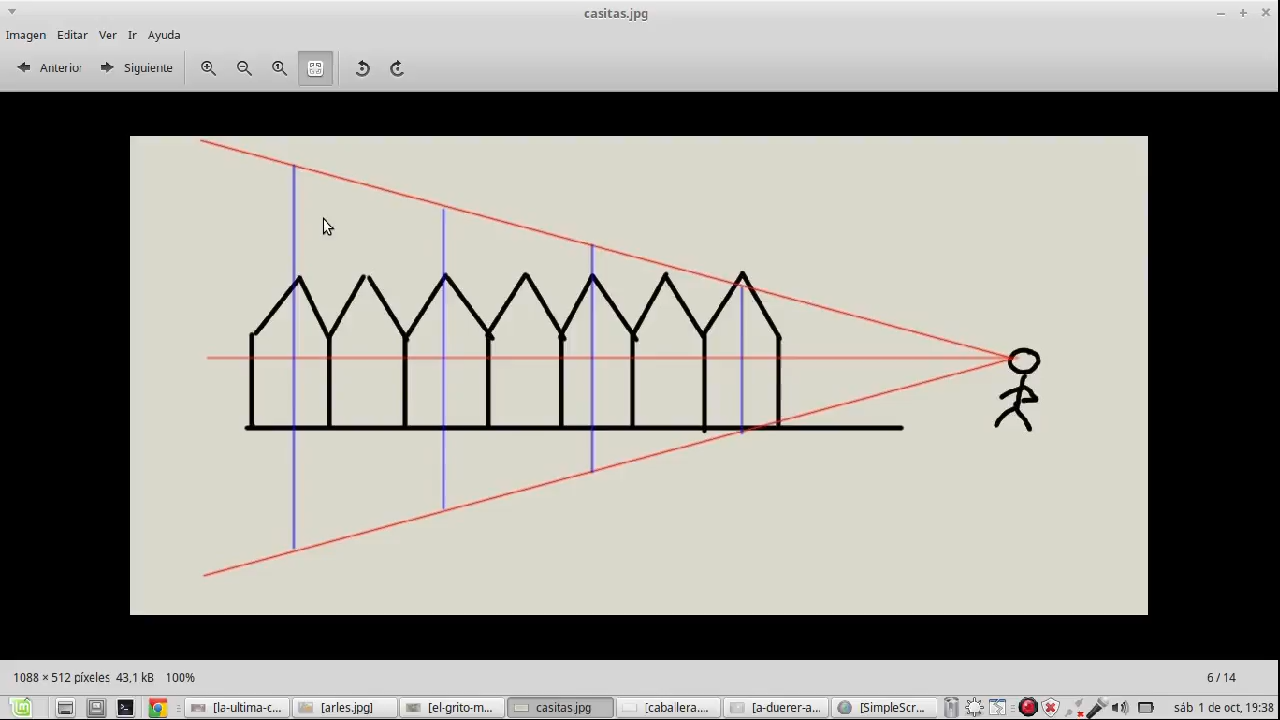 casitas.jpg
Imagen Editar Ver Ir Ayuda
Anterior Siguiente
1088 × 512 píxeles 43,1 kB 100%
6 / 14
[la-ultima-c... [arles.jpg] [el-grito-m... casitas.jpg [caballera.... [a-duerer-a... [SimpleScr... sáb 1 de oct, 19:38